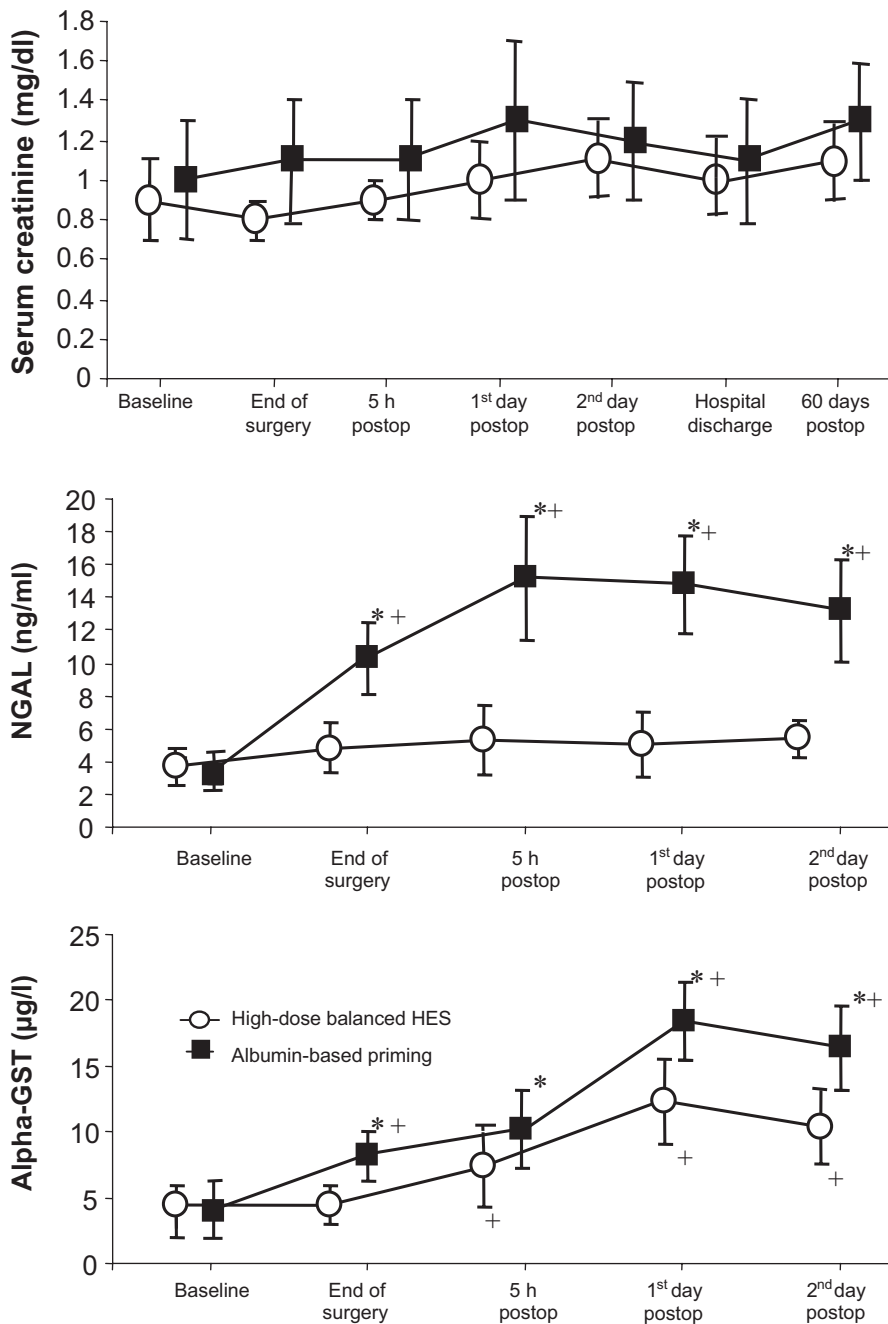 Serum creatinine (mg/dl)
1.8
1.6
1.4
1.2
1
0.8
0.6
0.4
0.2
0
Baseline
End of
surgery
5 h
postop
1st day
postop
2nd day
postop
Hospital
discharge
60 days
postop
NGAL (ng/ml)
20
18
16
14
12
10
8
6
4
2
0
*+
*+
*+
*+
Baseline
End of
surgery
5 h
postop
1st day
postop
2nd day
postop
Alpha-GST (µg/l)
25
20
15
10
5
0
High-dose balanced HES
Albumin-based priming
*+
*
*+
*+
+
+
+
Baseline
End of
surgery
5 h
postop
1st day
postop
2nd day
postop